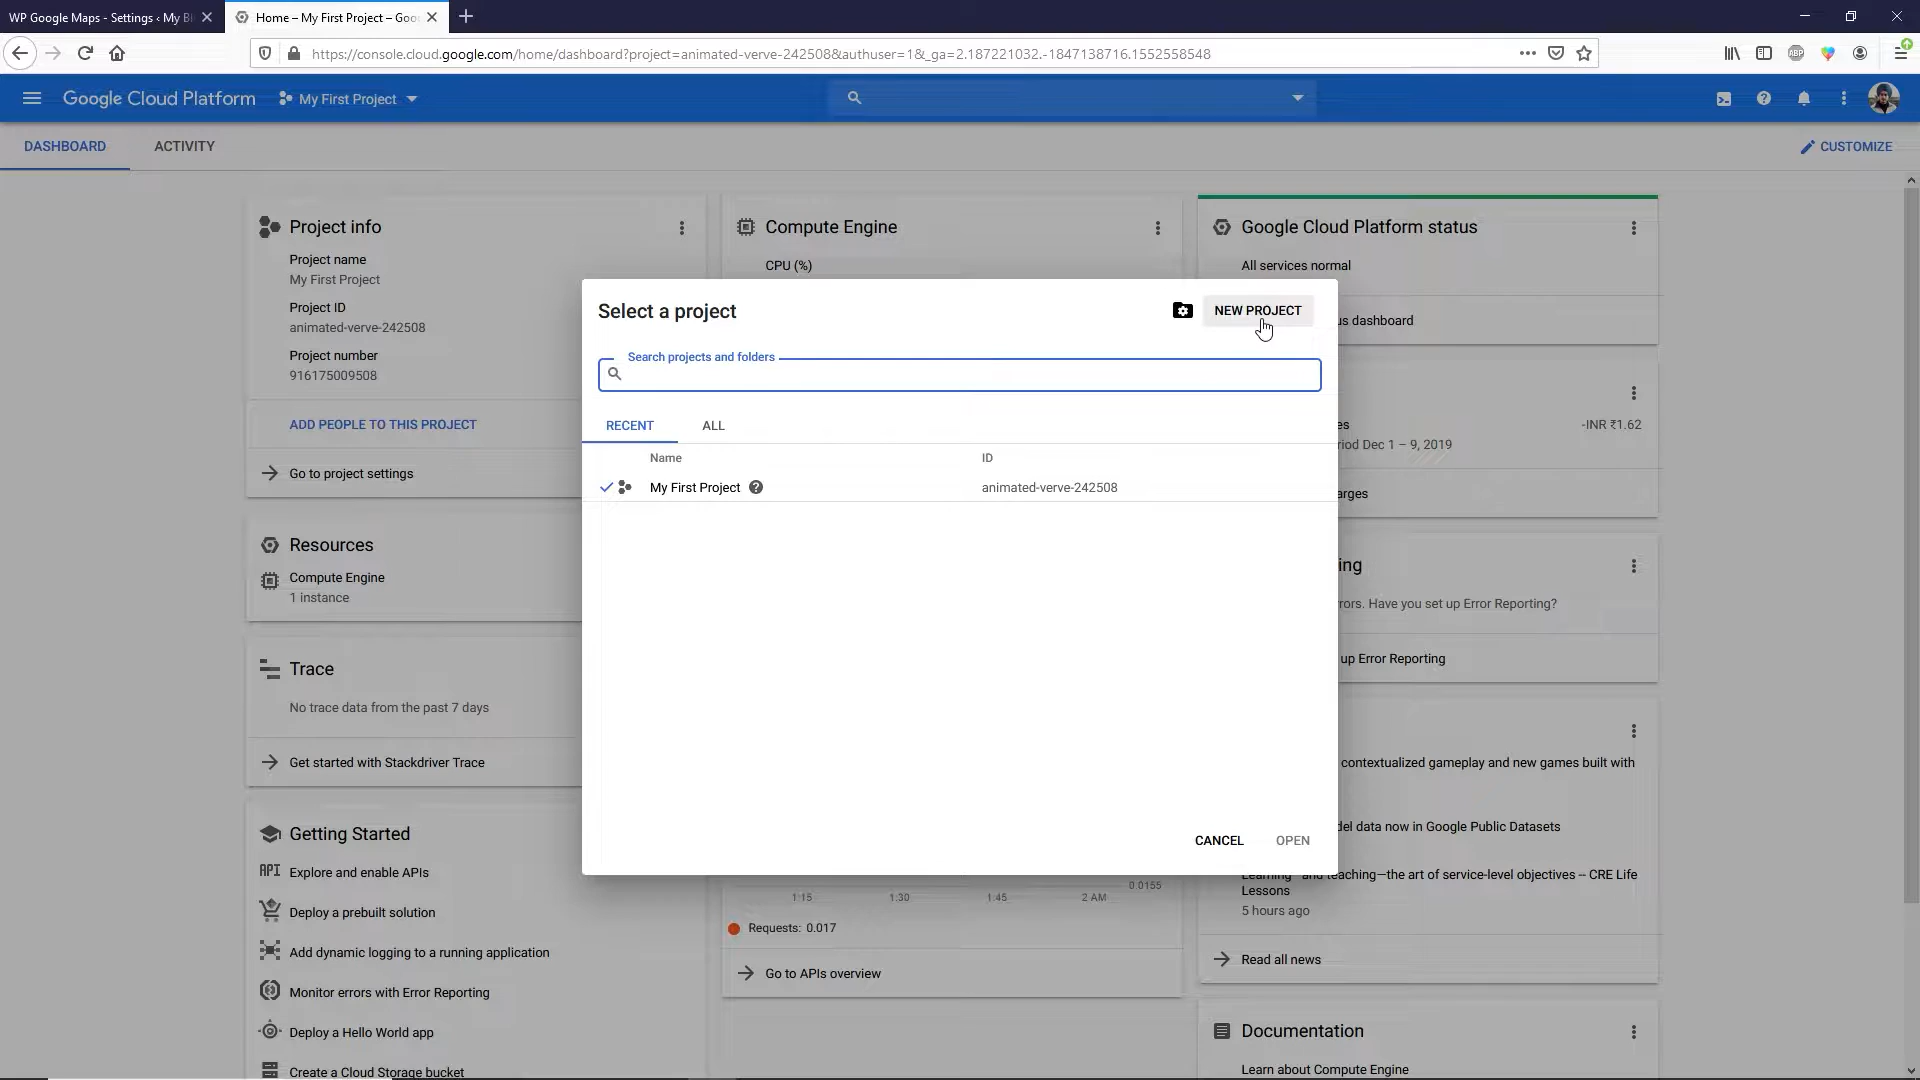 WP Google Maps - Settings ‹ My Bl
Home – My First Project – Goo
https://console.cloud.google.com/home/dashboard?project=animated-verve-242508&authuser=1&_ga=2.187221032.-1847138716.1552558548
ABP
Google Cloud Platform
My First Project
DASHBOARD
ACTIVITY
CUSTOMIZE
Project info
Project name
My First Project
Project ID
animated-verve-242508
Project number
916175009508
ADD PEOPLE TO THIS PROJECT
Go to project settings
Resources
Compute Engine
1 instance
Trace
No trace data from the past 7 days
Get started with Stackdriver Trace
Getting Started
API
Explore and enable APIs
Deploy a prebuilt solution
Add dynamic logging to a running application
Monitor errors with Error Reporting
Deploy a Hello World app
Create a Cloud Storage bucket
Compute Engine
CPU (%)
Select a project
NEW PROJECT
Search projects and folders
RECENT
ALL
Name
ID
My First Project
animated-verve-242508
CANCEL
OPEN
0.0155
1:15
1:30
1:45
2 AM
Requests: 0.017
Go to APIs overview
Google Cloud Platform status
All services normal
us dashboard
es
-INR ₹1.62
riod Dec 1 – 9, 2019
arges
ing
rors. Have you set up Error Reporting?
up Error Reporting
contextualized gameplay and new games built with
del data now in Google Public Datasets
Learning—and teaching—the art of service-level objectives – CRE Life
Lessons
5 hours ago
Read all news
Documentation
Learn about Compute Engine